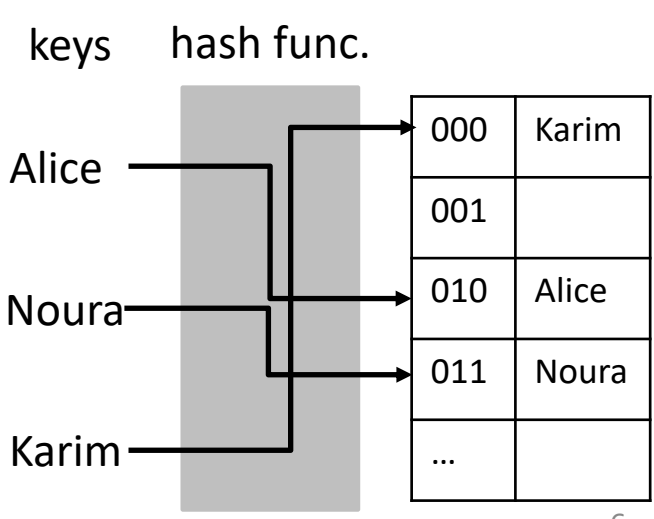 keys hash func.
Alice
Noura
Karim
000 Karim
001
010 Alice
011 Noura
...